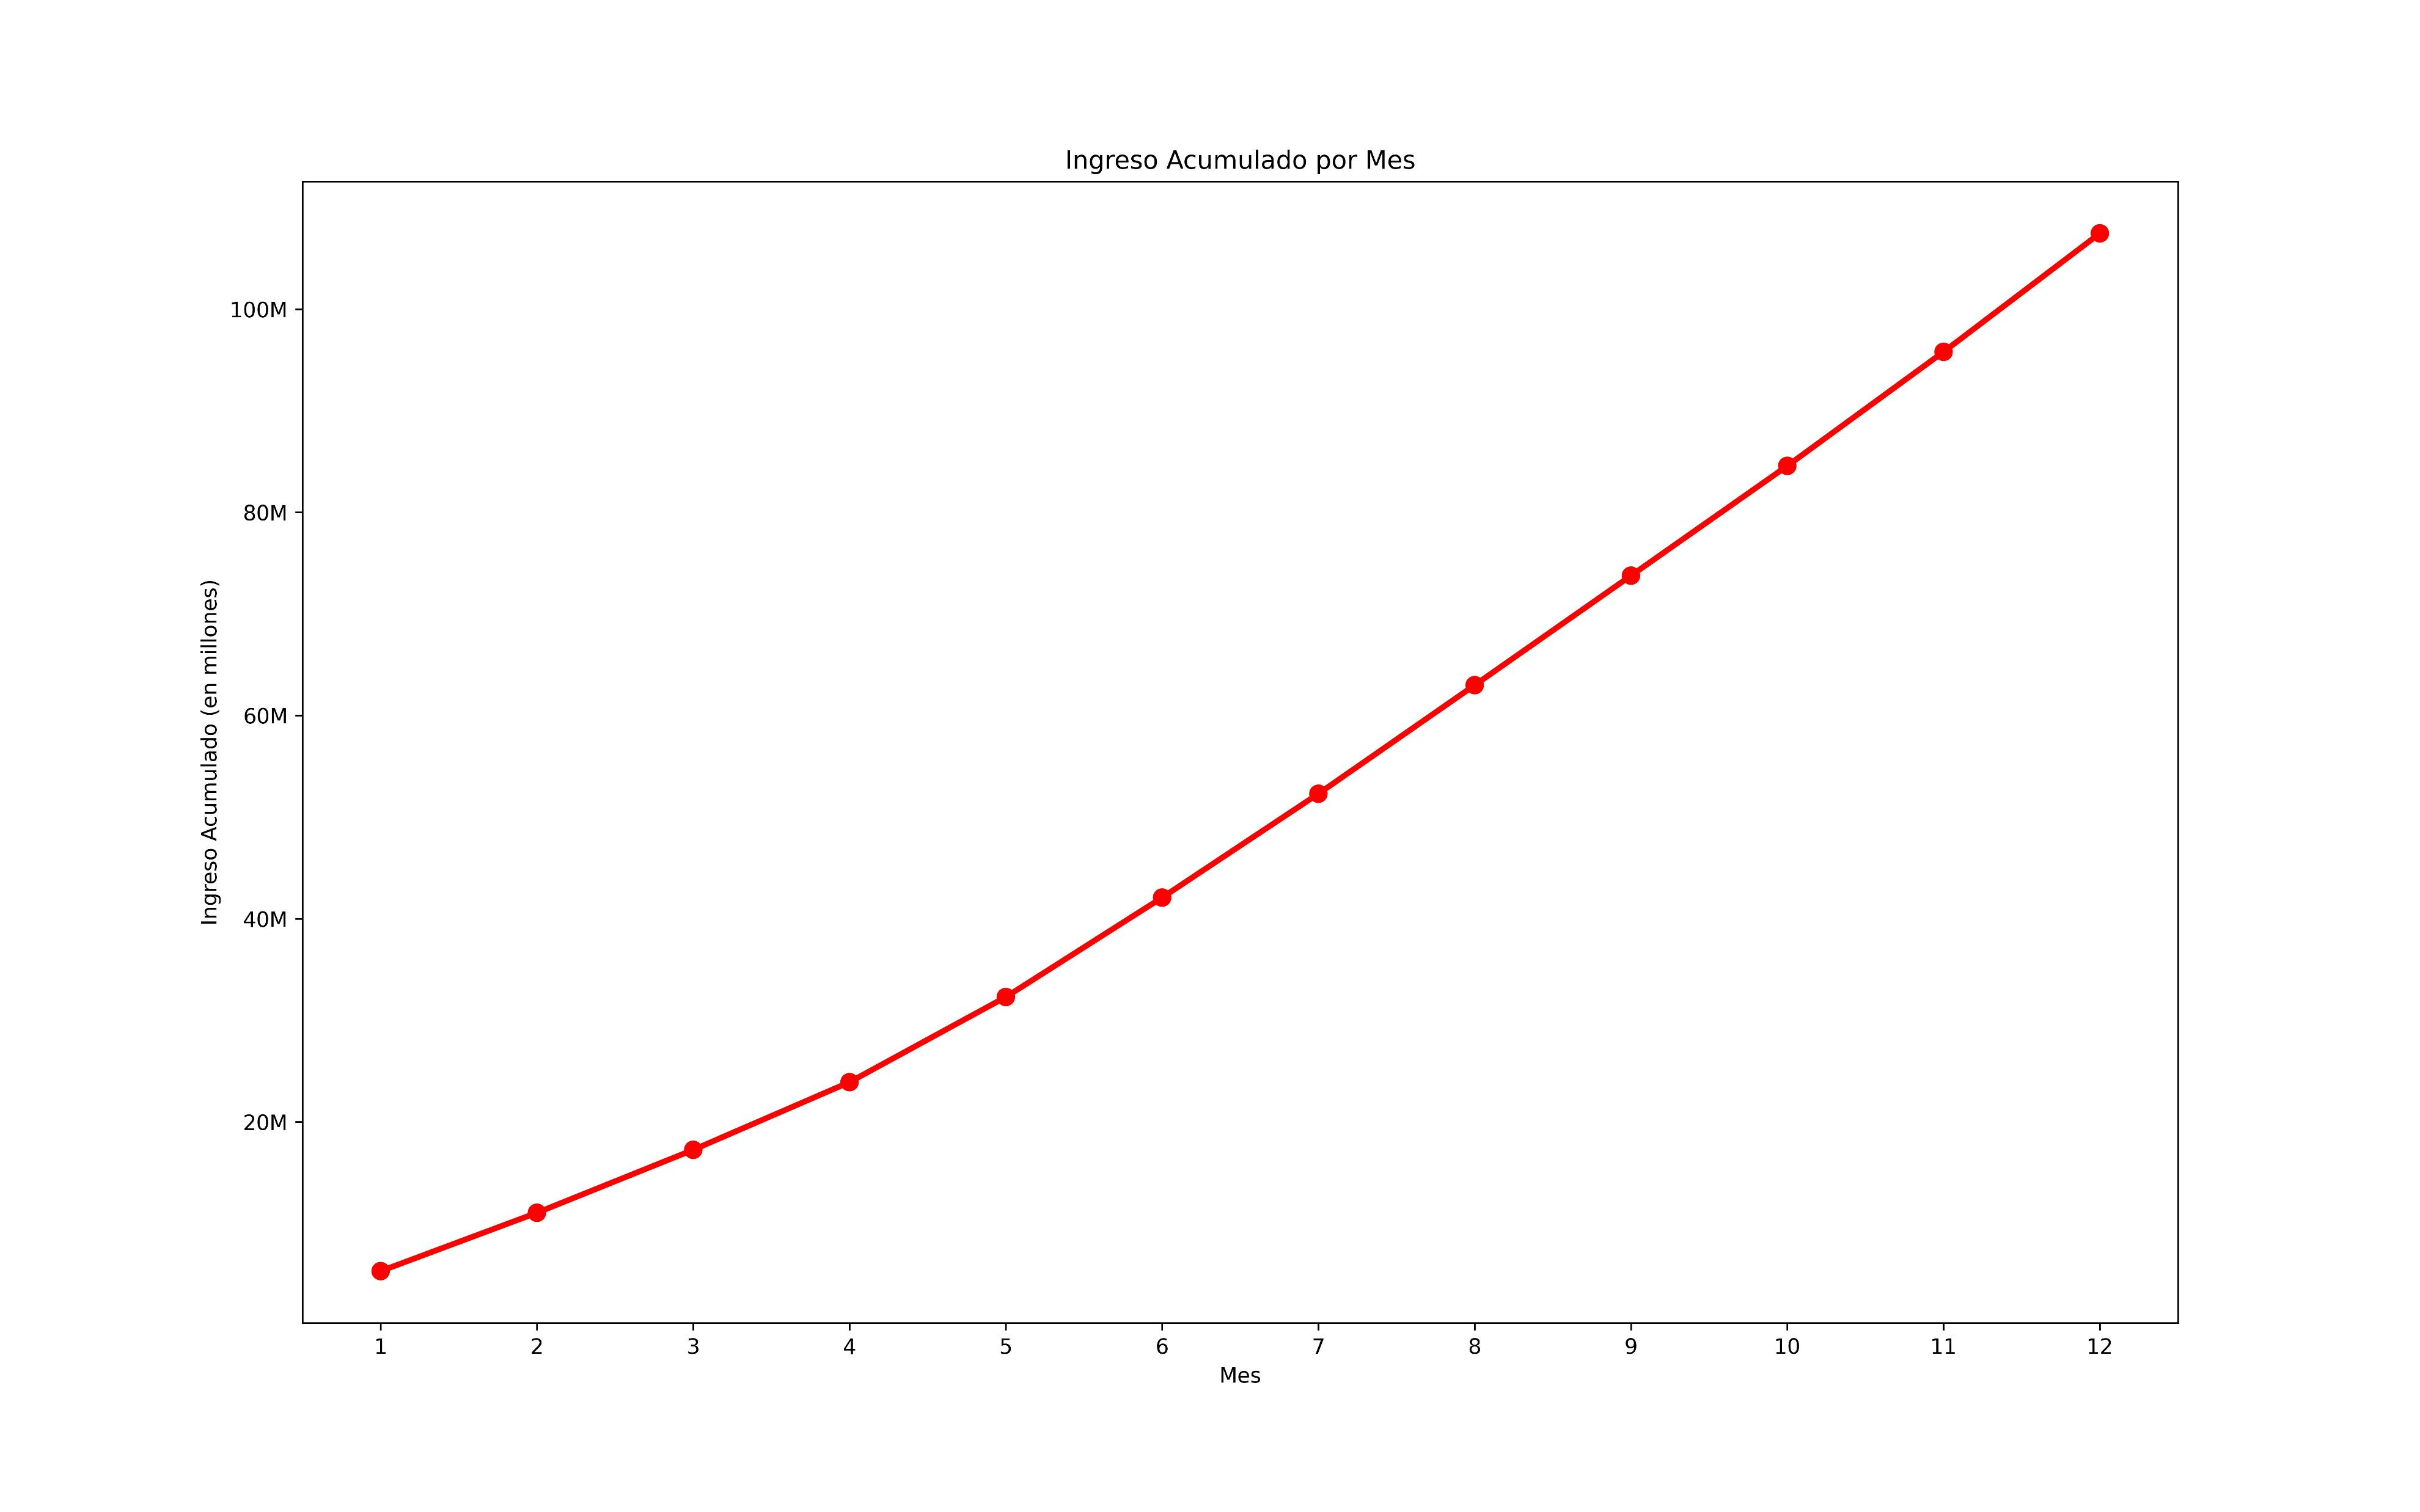 Ingreso Acumulado por Mes
Ingreso Acumulado (en millones)
100M
80M
60M
40M
20M
1 2 3 4 5 6 7 8 9 10 11 12
Mes